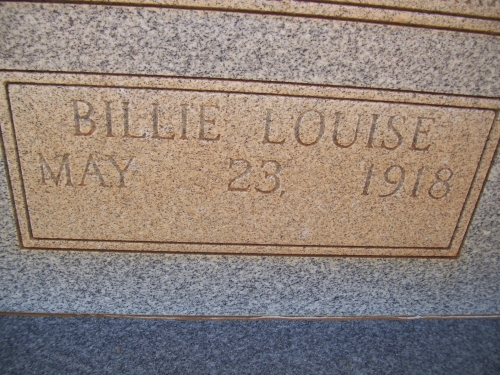 BILLIE LOUISE
MAY 23, 1918